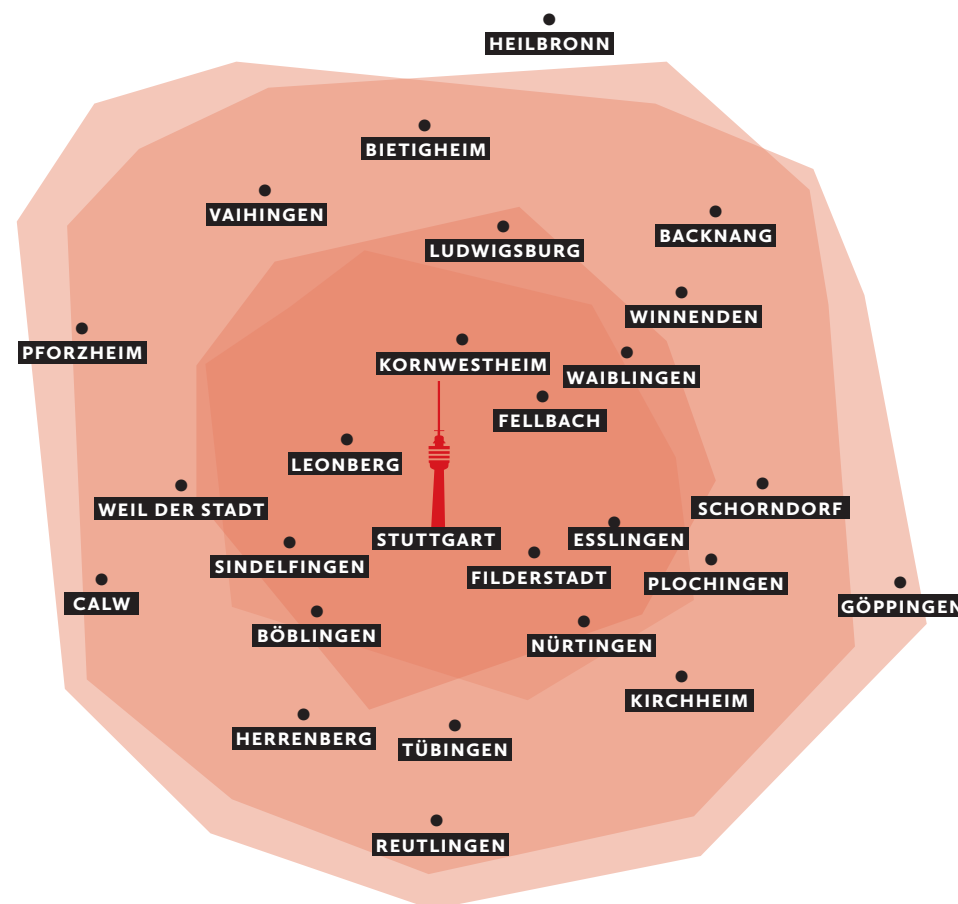 HEILBRONN
BIETIGHEIM
VAIHINGEN
BACKNANG
LUDWIGSBURG
WINNENDEN
PFORZHEIM
KORNWESTHEIM
WAIBLINGEN
FELLBACH
LEONBERG
WEIL DER STADT
SCHORNDORF
STUTTGART
ESSLINGEN
SINDELFINGEN
FILDERSTADT
PLOCHINGEN
CALW
GÖPPINGEN
BÖBLINGEN
NÜRTINGEN
KIRCHHEIM
HERRENBERG
TÜBINGEN
REUTLINGEN